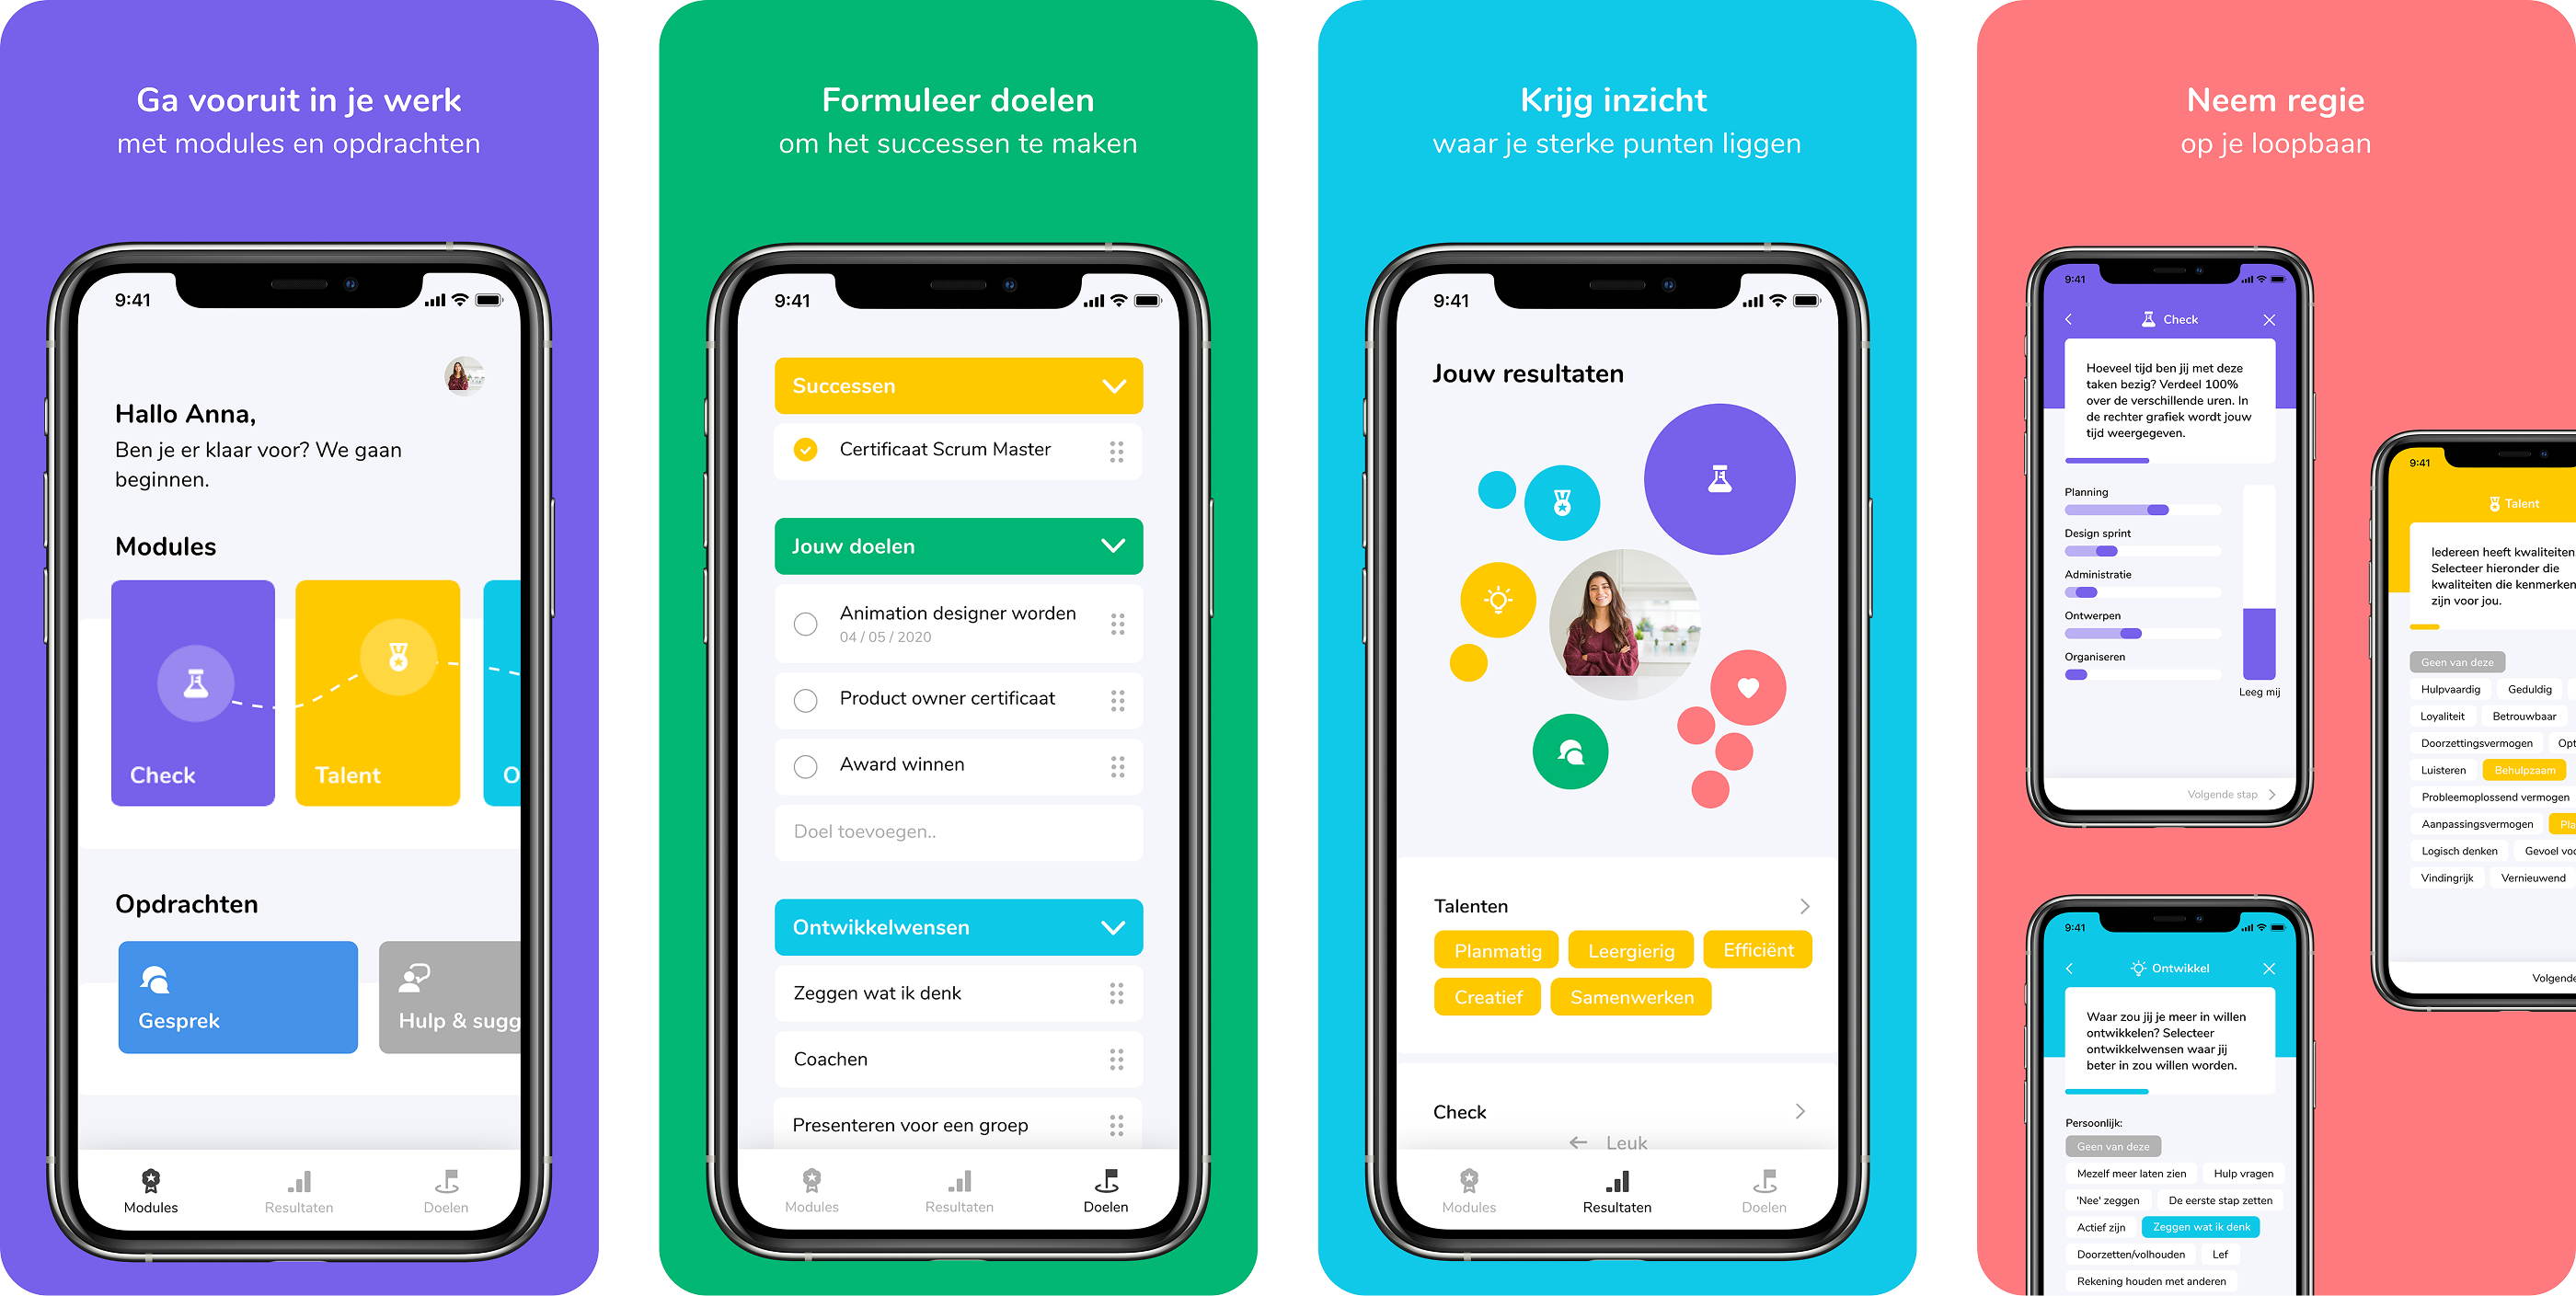 Ga vooruit in je werk
met modules en opdrachten
9:41
Hallo Anna,
Ben je er klaar voor? We gaan
beginnen.
Modules
Check
Talent
O
Opdrachten
Gesprek
Hulp & sugg
Modules
Resultaten
Doelen
Formuleer doelen
om het successen te maken
9:41
Successen
Certificaat Scrum Master
Jouw doelen
Animation designer worden
04 / 05 / 2020
Product owner certificaat
Award winnen
Doel toevoegen..
Ontwikkelwensen
Zeggen wat ik denk
Coachen
Presenteren voor een groep
Modules
Resultaten
Doelen
Krijg inzicht
waar je sterke punten liggen
9:41
Jouw resultaten
Talenten
Planmatig
Leergierig
Efficiënt
Creatief
Samenwerken
Check
Leuk
Modules
Resultaten
Doelen
Neem regie
op je loopbaan
9:41
Check
Hoeveel tijd ben jij met deze
taken bezig? Verdeel 100%
over de verschillende uren. In
de rechter grafiek wordt jouw
tijd weergegeven.
Planning
Design sprint
Administratie
Ontwerpen
Organiseren
Leeg mij
Volgende stap
9:41
Talent
Iedereen heeft kwaliteiten
Selecteer hieronder die
kwaliteiten die kenmerken
zijn voor jou.
Geen van deze
Hulpvaardig
Geduldig
Loyaliteit
Betrouwbaar
Doorzettingsvermogen
Opt
Luisteren
Behulpzaam
Probleemoplossend vermogen
Aanpassingsvermogen
Pla
Logisch denken
Gevoel voo
Vindingrijk
Vernieuwend
Volgende
9:41
Ontwikkel
Waar zou jij je meer in willen
ontwikkelen? Selecteer
ontwikkelwensen waar jij
beter in zou willen worden.
Persoonlijk:
Geen van deze
Mezelf meer laten zien
Hulp vragen
'Nee' zeggen
De eerste stap zetten
Actief zijn
Zeggen wat ik denk
Doorzetten/volhouden
Lef
Rekening houden met anderen